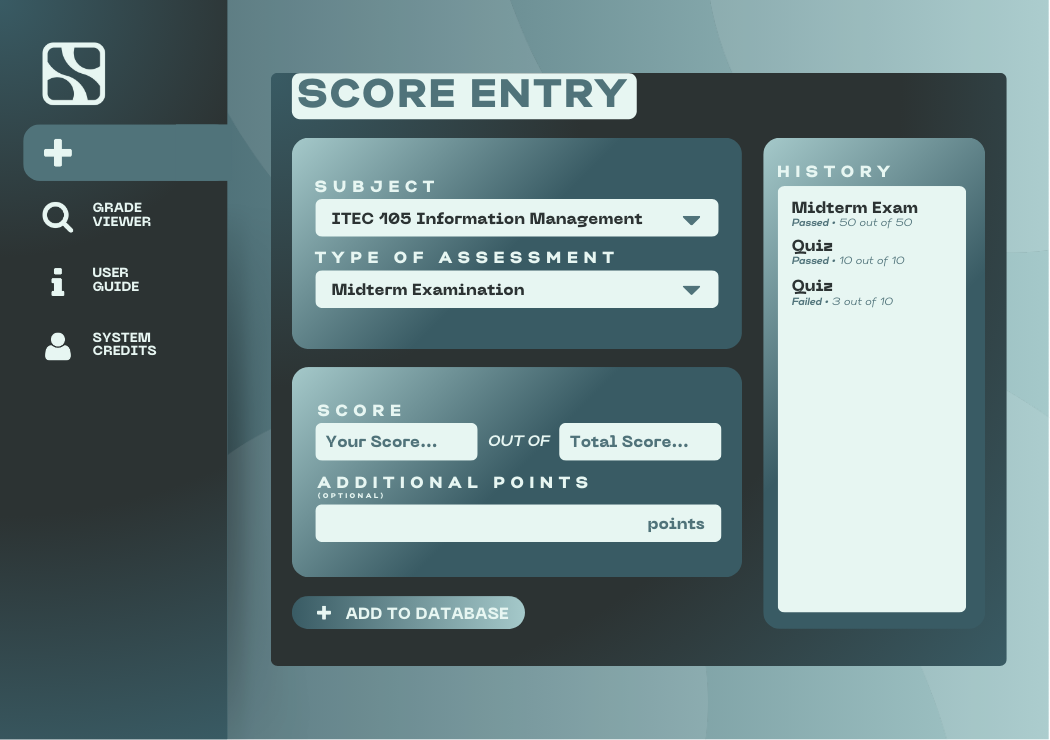 SCORE ENTRY
GRADE
VIEWER
USER
GUIDE
SYSTEM
CREDITS
SUBJECT
ITEC 105 Information Management
TYPE OF ASSESSMENT
Midterm Examination
SCORE
Your Score...
OUT OF
Total Score...
ADDITIONAL POINTS
(OPTIONAL)
points
ADD TO DATABASE
HISTORY
Midterm Exam
Passed • 50 out of 50
Quiz
Passed • 10 out of 10
Quiz
Failed • 3 out of 10